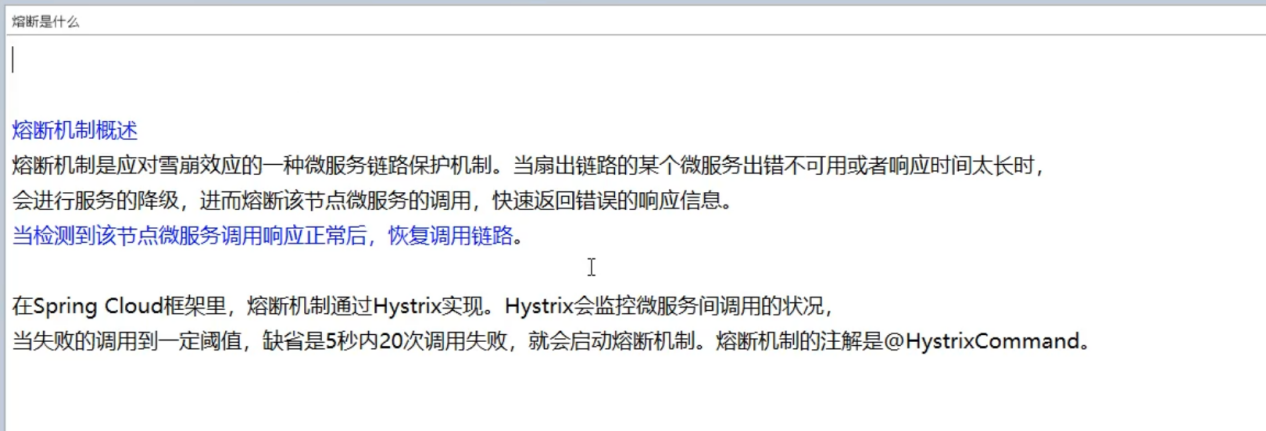 熔断是什么
熔断机制概述
熔断机制是应对雪崩效应的一种微服务链路保护机制。当扇出链路的某个微服务出错不可用或者响应时间太长时，
会进行服务的降级，进而熔断该节点微服务的调用，快速返回错误的响应信息。
当检测到该节点微服务调用响应正常后，恢复调用链路。
在Spring Cloud框架里，熔断机制通过Hystrix实现。Hystrix会监控微服务间调用的状况，
当失败的调用到一定阈值，缺省是5秒内20次调用失败，就会启动熔断机制。熔断机制的注解是@HystrixCommand。